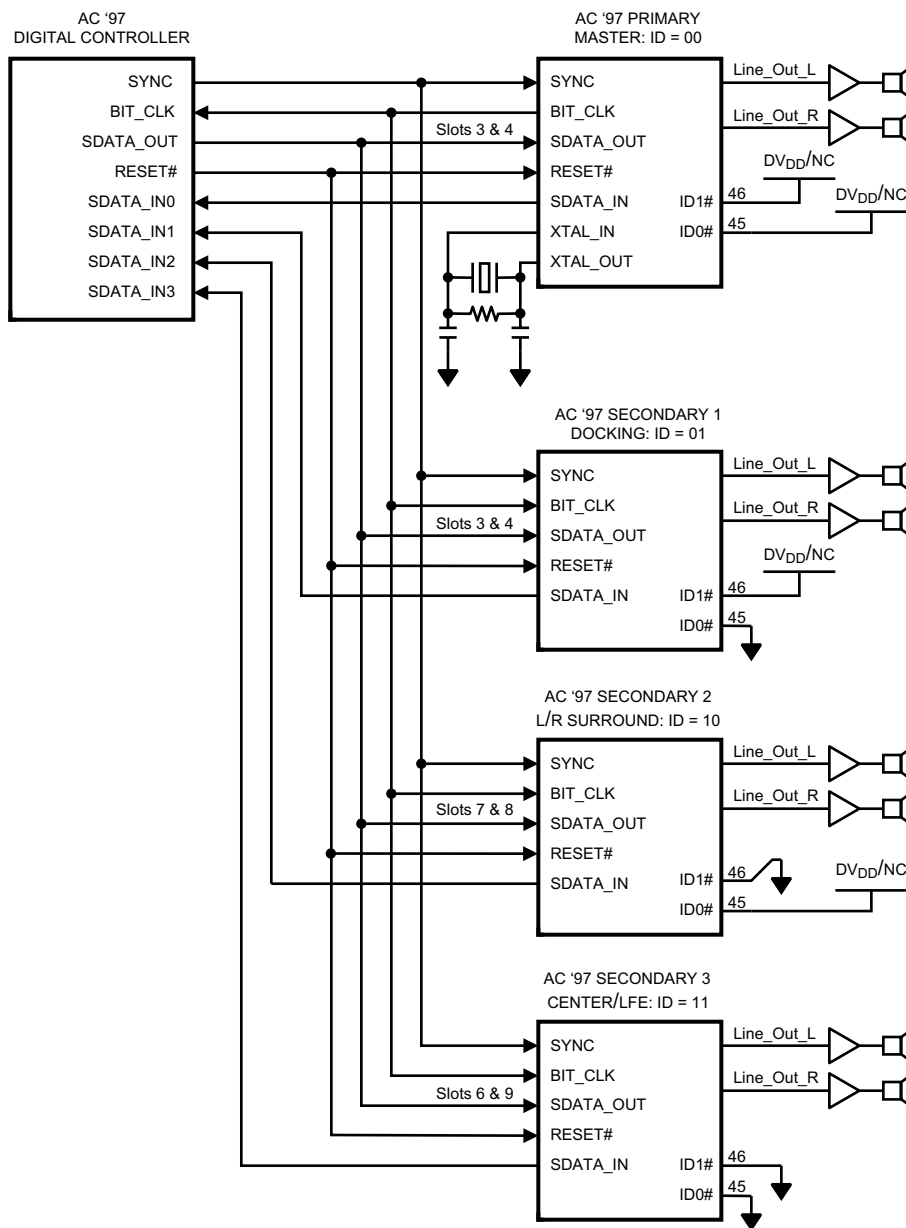 AC ‘97
DIGITAL CONTROLLER
SYNC
BIT_CLK
SDATA_OUT
RESET#
SDATA_IN0
SDATA_IN1
SDATA_IN2
SDATA_IN3
AC ‘97 PRIMARY
MASTER: ID = 00
SYNC
BIT_CLK
Slots 3 & 4
SDATA_OUT
RESET#
SDATA_IN
XTAL_IN
XTAL_OUT
ID1#
ID0#
46
45
Line_Out_L
Line_Out_R
DVDD/NC
DVDD/NC
AC ‘97 SECONDARY 1
DOCKING: ID = 01
SYNC
BIT_CLK
Slots 3 & 4
SDATA_OUT
RESET#
SDATA_IN
ID1#
ID0#
46
45
Line_Out_L
Line_Out_R
DVDD/NC
AC ‘97 SECONDARY 2
L/R SURROUND: ID = 10
SYNC
BIT_CLK
Slots 7 & 8
SDATA_OUT
RESET#
SDATA_IN
ID1#
ID0#
46
45
Line_Out_L
Line_Out_R
DVDD/NC
AC ‘97 SECONDARY 3
CENTER/LFE: ID = 11
SYNC
BIT_CLK
Slots 6 & 9
SDATA_OUT
RESET#
SDATA_IN
ID1#
ID0#
46
45
Line_Out_L
Line_Out_R